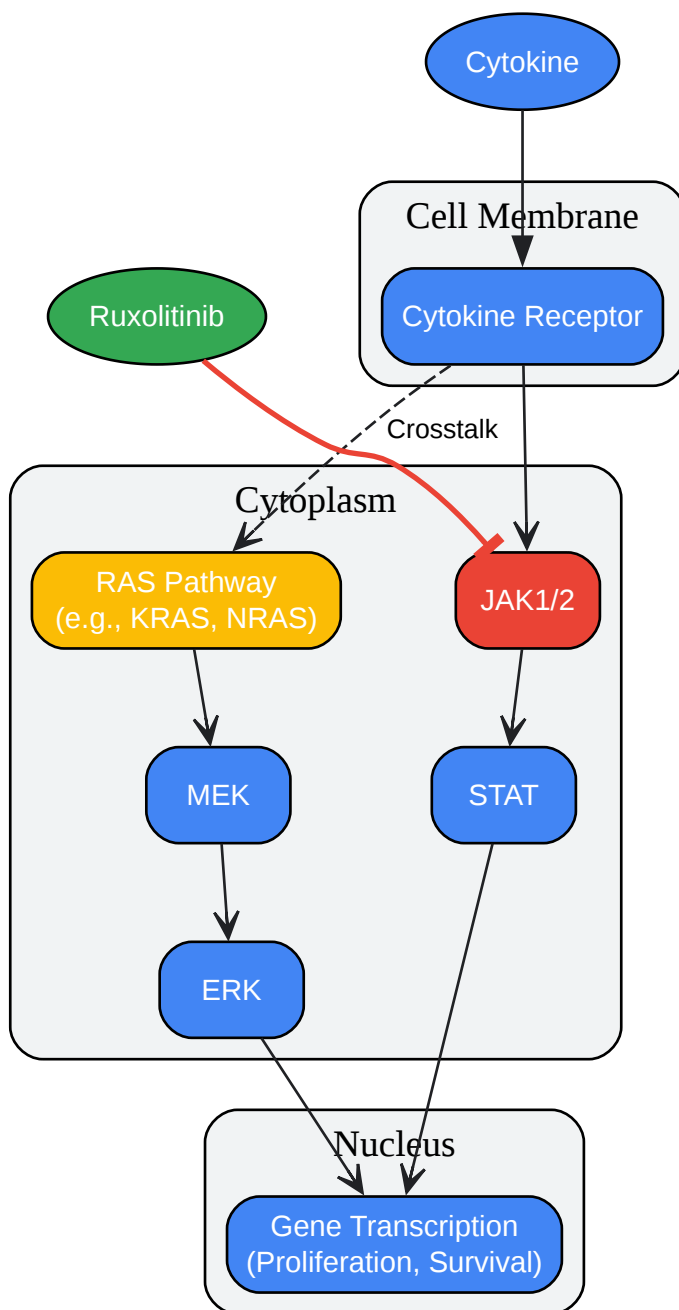 Cytokine
Cell Membrane
Cytokine Receptor
Ruxolitinib
Crosstalk
Cytoplasm
RAS Pathway
(e.g., KRAS, NRAS)
JAK1/2
MEK
STAT
ERK
Nucleus
Gene Transcription
(Proliferation, Survival)